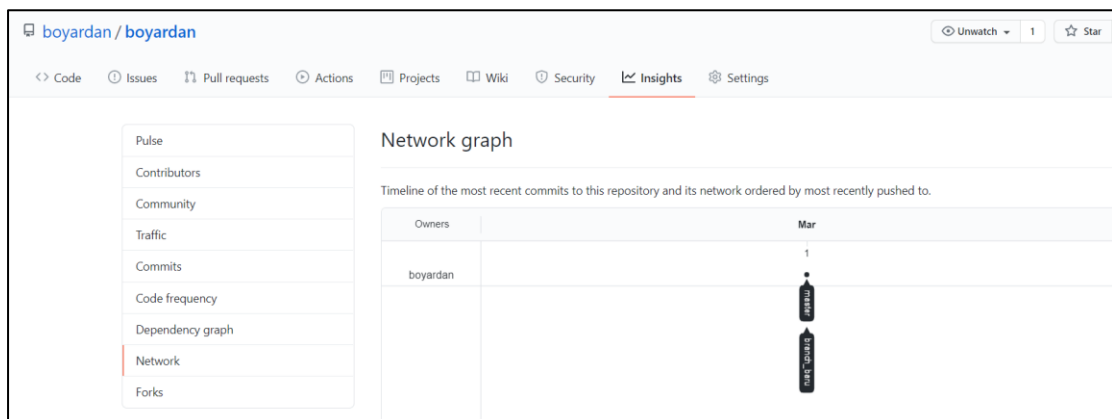 boyardan / boyardan
Unwatch 1 Star
Code Issues Pull requests Actions Projects Wiki Security Insights Settings
Pulse
Contributors
Community
Traffic
Commits
Code frequency
Dependency graph
Network
Forks
Network graph
Timeline of the most recent commits to this repository and its network ordered by most recently pushed to.
Owners Mar
1
boyardan
master
branch_baru